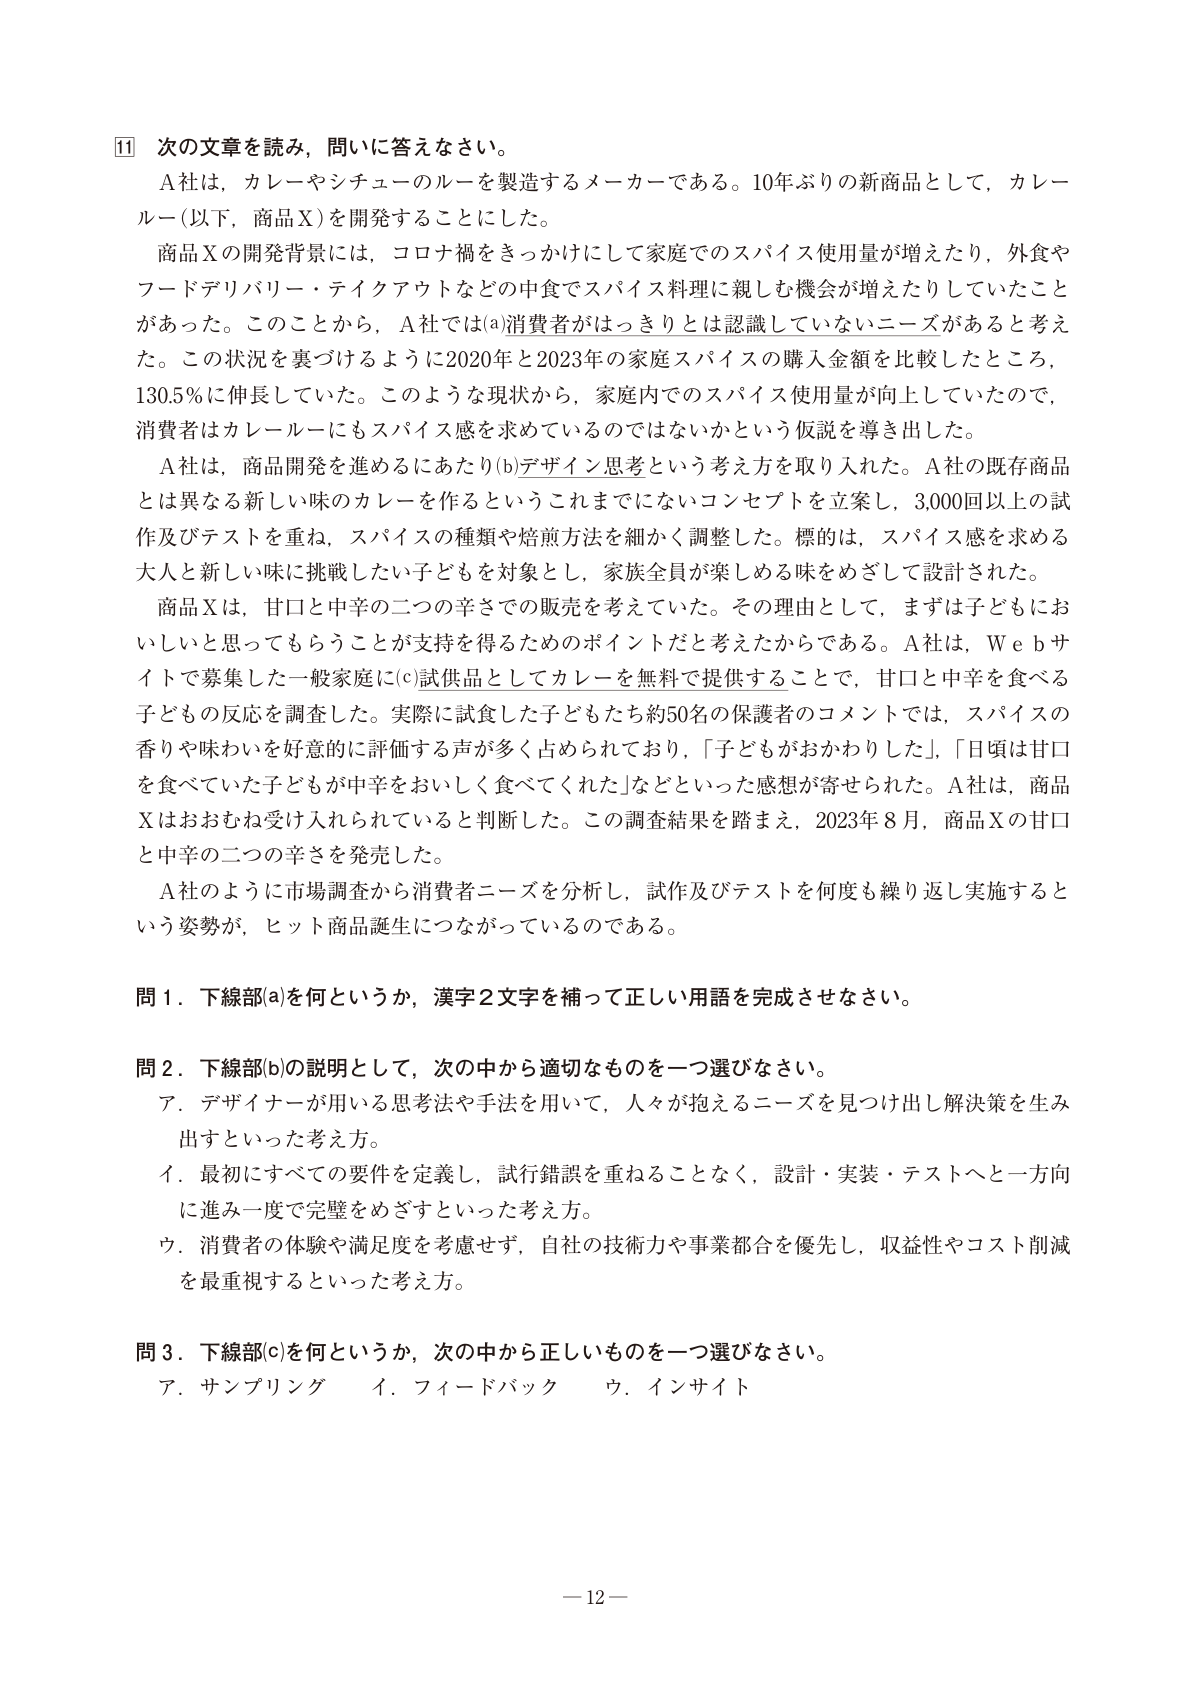 11　次の文章を読み，問いに答えなさい。
Ａ社は，カレーやシチューのルーを製造するメーカーである。10年ぶりの新商品として，カレー
ルー（以下，商品Ｘ）を開発することにした。
商品Ｘの開発背景には，コロナ禍をきっかけにして家庭でのスパイス使用量が増えたり，外食や
フードデリバリー・テイクアウトなどの中食でスパイス料理に親しむ機会が増えたりしていたこと
があった。このことから，Ａ社では(a)消費者がはっきりとは認識していないニーズがあると考え
た。この状況を裏づけるように2020年と2023年の家庭スパイスの購入金額を比較したところ，
130.5％に伸長していた。このような現状から，家庭内でのスパイス使用量が向上していたので，
消費者はカレールーにもスパイス感を求めているのではないかという仮説を導き出した。
Ａ社は，商品開発を進めるにあたり(b)デザイン思考という考え方を取り入れた。Ａ社の既存商品
とは異なる新しい味のカレーを作るというこれまでにないコンセプトを立案し，3,000回以上の試
作及びテストを重ね，スパイスの種類や焙煎方法を細かく調整した。標的は，スパイス感を求める
大人と新しい味に挑戦したい子どもを対象とし，家族全員が楽しめる味をめざして設計された。
商品Ｘは，甘口と中辛の二つの辛さでの販売を考えていた。その理由として，まずは子どもにお
いしいと思ってもらうことが支持を得るためのポイントだと考えたからである。Ａ社は，Ｗｅｂサ
イトで募集した一般家庭に(c)試供品としてカレーを無料で提供することで，甘口と中辛を食べる
子どもの反応を調査した。実際に試食した子どもたち約50名の保護者のコメントでは，スパイスの
香りや味わいを好意的に評価する声が多く占められており，「子どもがおかわりした」，「日頃は甘口
を食べていた子どもが中辛をおいしく食べてくれた」などといった感想が寄せられた。Ａ社は，商品
Ｘはおおむね受け入れられていると判断した。この調査結果を踏まえ，2023年８月，商品Ｘの甘口
と中辛の二つの辛さを発売した。
Ａ社のように市場調査から消費者ニーズを分析し，試作及びテストを何度も繰り返し実施すると
いう姿勢が，ヒット商品誕生につながっているのである。
問１．下線部(a)を何というか，漢字２文字を補って正しい用語を完成させなさい。
問２．下線部(b)の説明として，次の中から適切なものを一つ選びなさい。
ア．デザイナーが用いる思考法や手法を用いて，人々が抱えるニーズを見つけ出し解決策を生み
出すといった考え方。
イ．最初にすべての要件を定義し，試行錯誤を重ねることなく，設計・実装・テストへと一方向
に進み一度で完璧をめざすといった考え方。
ウ．消費者の体験や満足度を考慮せず，自社の技術力や事業都合を優先し，収益性やコスト削減
を最重視するといった考え方。
問３．下線部(c)を何というか，次の中から正しいものを一つ選びなさい。
ア．サンプリング　　イ．フィードバック　　ウ．インサイト
― 12 ―